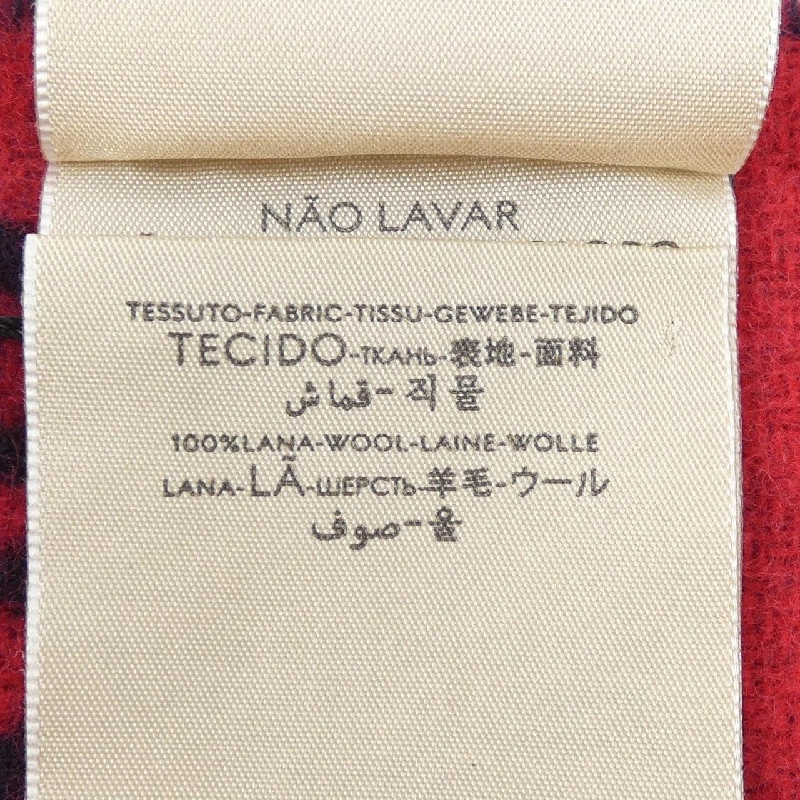 NÃO LAVAR
TESSUTO-FABRIC-TISSU-GEWEBE-TEJIDO
TECIDO-ТКАНЬ-表地-面料
قماش-직물
100%LANA-WOOL-LAINE-WOLLE
LANA-LÃ-ШЕРСТЬ-羊毛-ウール
صوف-울